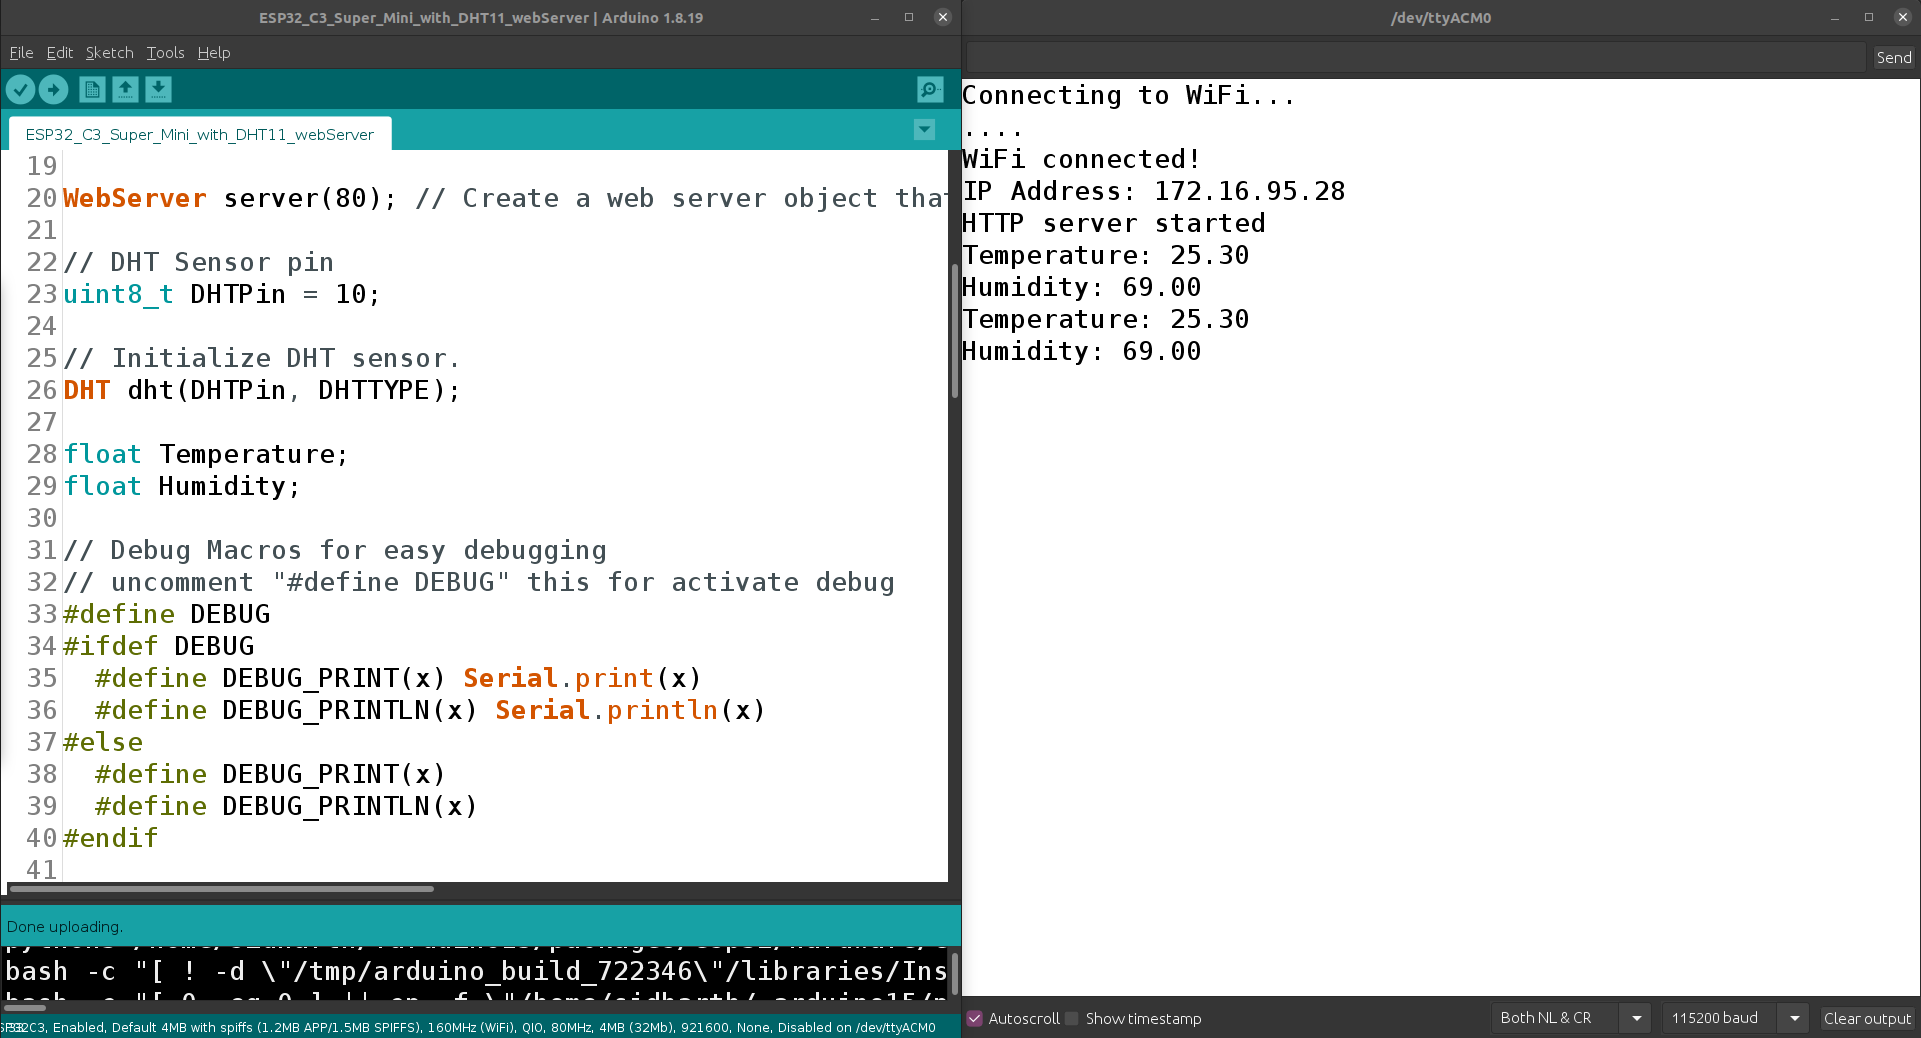 ESP32_C3_Super_Mini_with_DHT11_webServer | Arduino 1.8.19
File Edit Sketch Tools Help
ESP32_C3_Super_Mini_with_DHT11_webServer
19
20 WebServer server(80); // Create a web server object that
21
22 // DHT Sensor pin
23 uint8_t DHTPin = 10;
24
25 // Initialize DHT sensor.
26 DHT dht(DHTPin, DHTTYPE);
27
28 float Temperature;
29 float Humidity;
30
31 // Debug Macros for easy debugging
32 // uncomment "#define DEBUG" this for activate debug
33 #define DEBUG
34 #ifdef DEBUG
35   #define DEBUG_PRINT(x) Serial.print(x)
36   #define DEBUG_PRINTLN(x) Serial.println(x)
37 #else
38   #define DEBUG_PRINT(x)
39   #define DEBUG_PRINTLN(x)
40 #endif
41
Done uploading.
bash -c "[ ! -d \"/tmp/arduino_build_722346\"/libraries/Ins
Enabled, Default 4MB with spiffs (1.2MB APP/1.5MB SPIFFS), 160MHz (WiFi), QIO, 80MHz, 4MB (32Mb), 921600, None, Disabled on /dev/ttyACM0
/dev/ttyACM0
Send
Connecting to WiFi...
....
WiFi connected!
IP Address: 172.16.95.28
HTTP server started
Temperature: 25.30
Humidity: 69.00
Temperature: 25.30
Humidity: 69.00
Autoscroll Show timestamp Both NL & CR 115200 baud Clear output